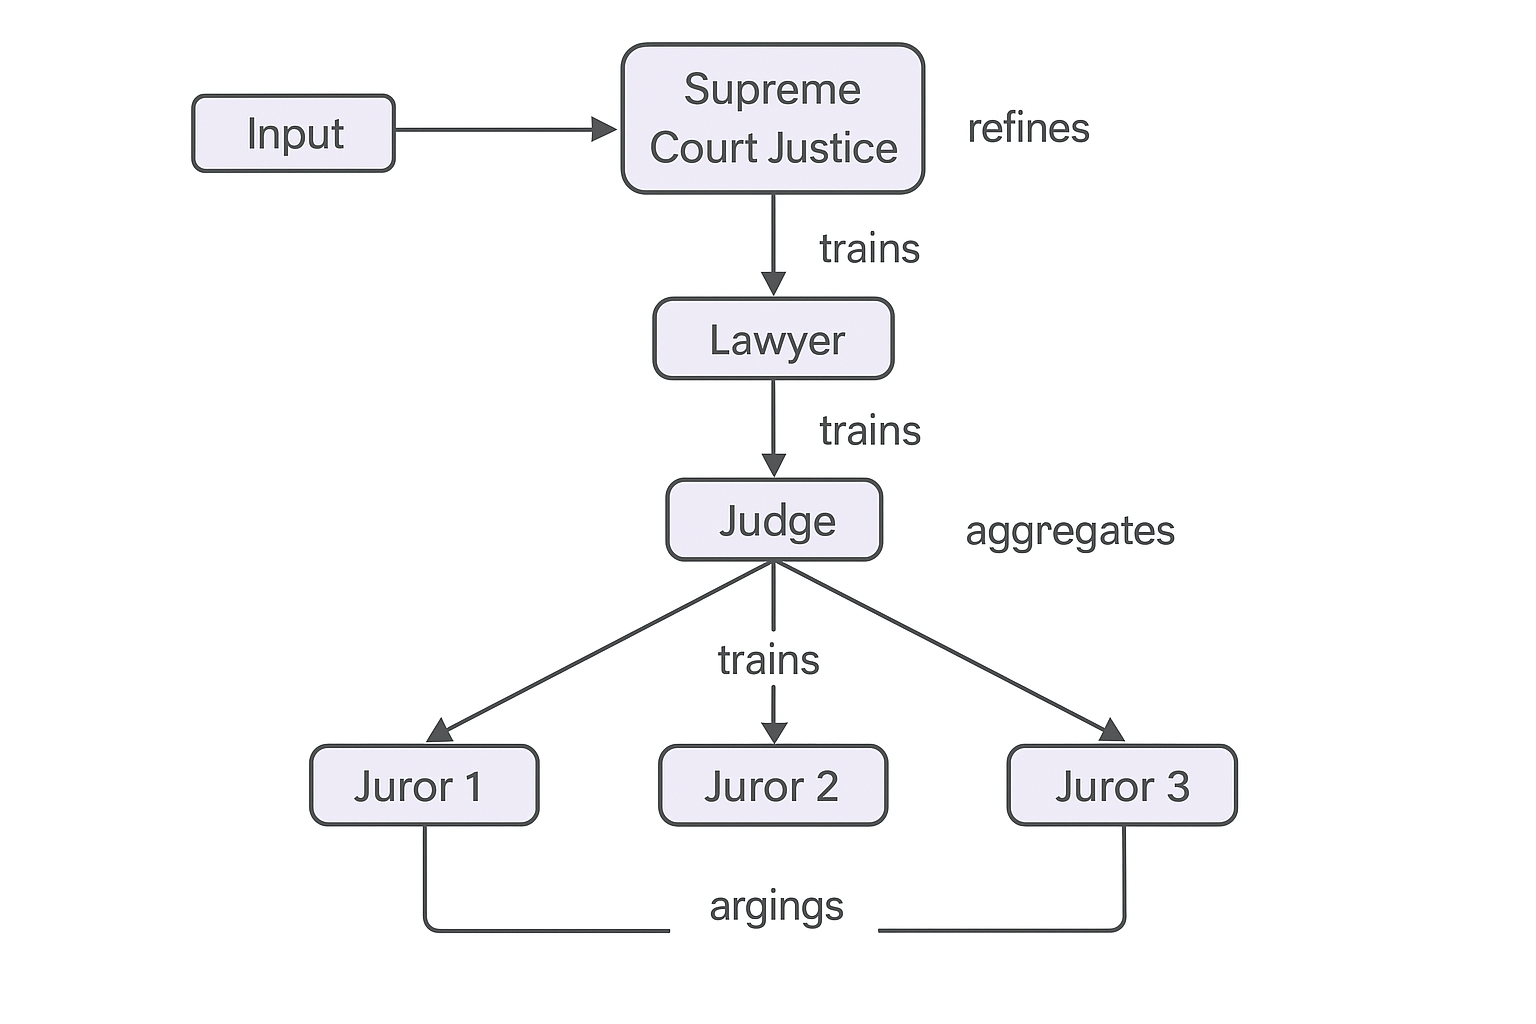 Supreme
Court Justice
Input
refines
trains
Lawyer
trains
Judge
aggregates
trains
Juror 1
Juror 2
Juror 3
argings